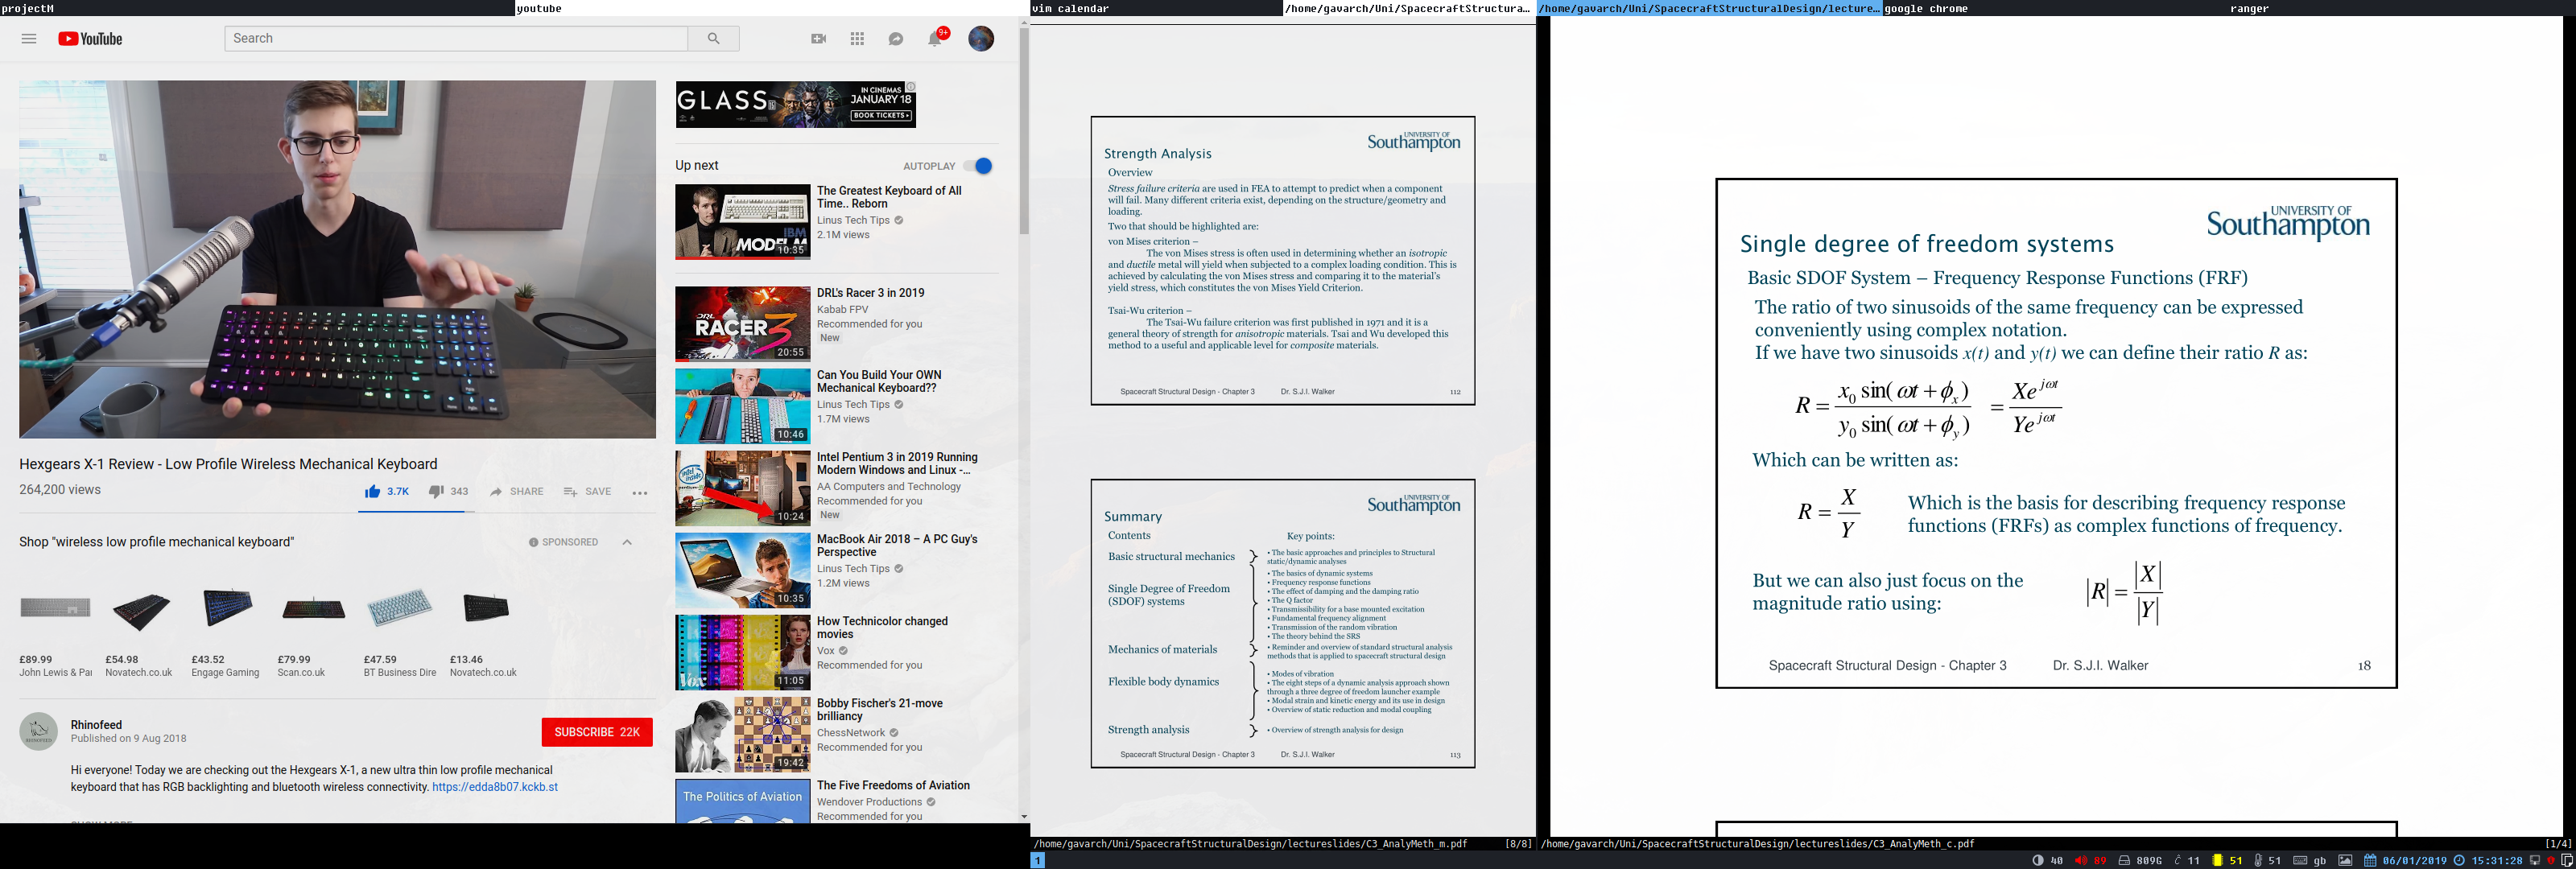 projectM
youtube
vim calendar
/home/gavarch/Uni/SpacecraftStructura…
/home/gavarch/Uni/SpacecraftStructuralDesign/lecture…
google chrome
ranger
YouTube
Search
9+
GLASS
IN CINEMAS
JANUARY 18
BOOK TICKETS
Up next
AUTOPLAY
The Greatest Keyboard of All
Time.. Reborn
Linus Tech Tips
2.1M views
IBM
MODEL M
10:35
DRL's Racer 3 in 2019
Kabab FPV
Recommended for you
New
DRL
RACER 3
20:55
Can You Build Your OWN
Mechanical Keyboard??
Linus Tech Tips
1.7M views
10:46
Intel Pentium 3 in 2019 Running
Modern Windows and Linux -...
AA Computers and Technology
Recommended for you
New
10:24
MacBook Air 2018 – A PC Guy's
Perspective
Linus Tech Tips
1.2M views
10:35
How Technicolor changed
movies
Vox
Recommended for you
Vox
11:05
Bobby Fischer's 21-move
brilliancy
ChessNetwork
Recommended for you
19:42
The Five Freedoms of Aviation
Wendover Productions
Recommended for you
The Politics of Aviation
Hexgears X-1 Review - Low Profile Wireless Mechanical Keyboard
264,200 views
3.7K
343
SHARE
SAVE
Shop "wireless low profile mechanical keyboard"
SPONSORED
£89.99
John Lewis & Par
£54.98
Novatech.co.uk
£43.52
Engage Gaming
£79.99
Scan.co.uk
£47.59
BT Business Dire
£13.46
Novatech.co.uk
Rhinofeed
Published on 9 Aug 2018
SUBSCRIBE 22K
Hi everyone! Today we are checking out the Hexgears X-1, a new ultra thin low profile mechanical
keyboard that has RGB backlighting and bluetooth wireless connectivity. https://edda8b07.kckb.st
SHOW MORE
UNIVERSITY OF
Southampton
Strength Analysis
Overview
Stress failure criteria are used in FEA to attempt to predict when a component
will fail. Many different criteria exist, depending on the structure/geometry and
loading.
Two that should be highlighted are:
von Mises criterion –
The von Mises stress is often used in determining whether an isotropic
and ductile metal will yield when subjected to a complex loading condition. This is
achieved by calculating the von Mises stress and comparing it to the material's
yield stress, which constitutes the von Mises Yield Criterion.
Tsai-Wu criterion –
The Tsai-Wu failure criterion was first published in 1971 and it is a
general theory of strength for anisotropic materials. Tsai and Wu developed this
method to a useful and applicable level for composite materials.
Spacecraft Structural Design - Chapter 3 Dr. S.J.I. Walker 112
UNIVERSITY OF
Southampton
Summary
Contents
Key points:
Basic structural mechanics
• The basic approaches and principles to Structural
static/dynamic analyses
Single Degree of Freedom
(SDOF) systems
• The basics of dynamic systems
• Frequency response functions
• The effect of damping and the damping ratio
• The Q factor
• Transmissibility for a base mounted excitation
• Fundamental frequency alignment
• Transmission of the random vibration
• The theory behind the SRS
Mechanics of materials
• Reminder and overview of standard structural analysis
methods that is applied to spacecraft structural design
Flexible body dynamics
• Modes of vibration
• The eight steps of a dynamic analysis approach shown
through a three degree of freedom launcher example
• Modal strain and kinetic energy and its use in design
• Overview of static reduction and modal coupling
Strength analysis
• Overview of strength analysis for design
Spacecraft Structural Design - Chapter 3 Dr. S.J.I. Walker 113
/home/gavarch/Uni/SpacecraftStructuralDesign/lectureslides/C3_AnalyMeth_m.pdf [8/8]
UNIVERSITY OF
Southampton
Single degree of freedom systems
Basic SDOF System – Frequency Response Functions (FRF)
The ratio of two sinusoids of the same frequency can be expressed
conveniently using complex notation.
If we have two sinusoids x(t) and y(t) we can define their ratio R as:
R = x₀ sin(ωt + ϕₓ) / y₀ sin(ωt + ϕ_y) = Xe^{jωt} / Ye^{jωt}
Which can be written as:
R = X / Y
Which is the basis for describing frequency response
functions (FRFs) as complex functions of frequency.
But we can also just focus on the
magnitude ratio using:
|R| = |X| / |Y|
Spacecraft Structural Design - Chapter 3 Dr. S.J.I. Walker 18
/home/gavarch/Uni/SpacecraftStructuralDesign/lectureslides/C3_AnalyMeth_c.pdf [1/4]
1
40 89 809G 11 51 51 gb 06/01/2019 15:31:28 0